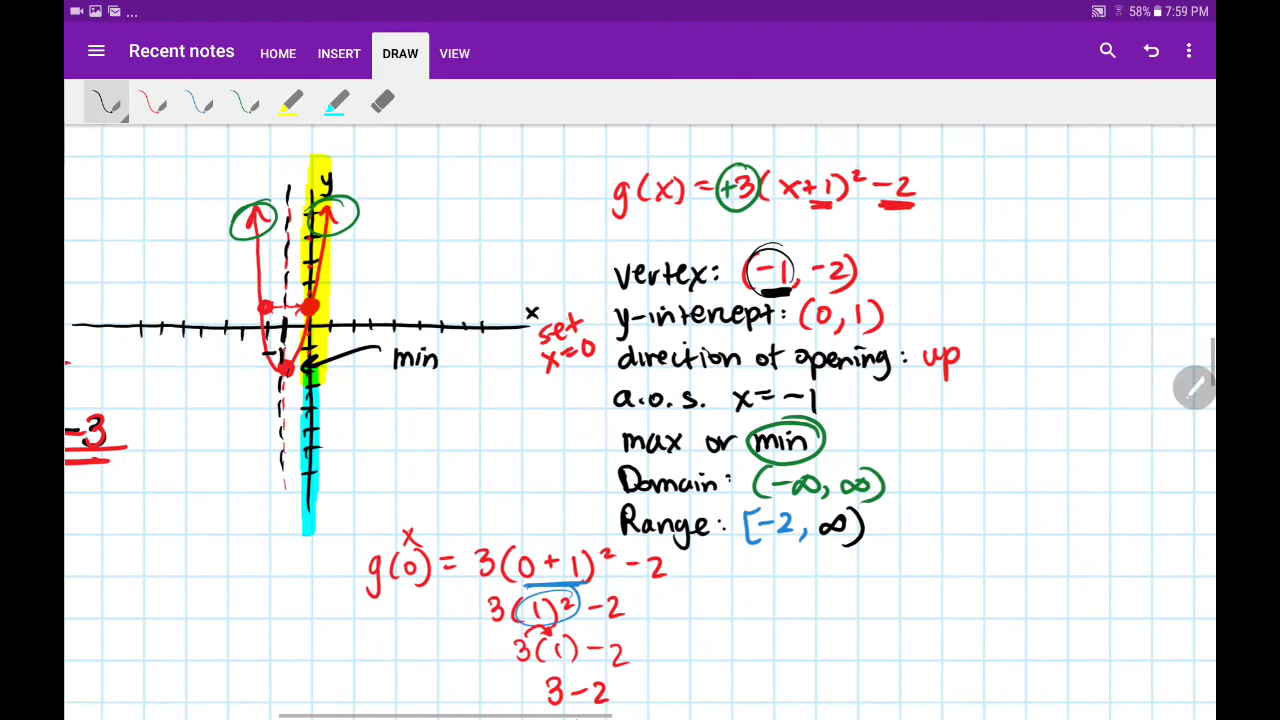 ... 58% 7:59 PM
Recent notes HOME INSERT DRAW VIEW
y
x
min
set
x=0
-3
g(x) = +3(x+1)² -2
vertex: (-1, -2)
y-intercept: (0, 1)
direction of opening: up
a.o.s. x= -1
max or min
Domain: (-∞, ∞)
Range: [-2, ∞)
x
g(0) = 3(0+1)² -2
3(1)² -2
3(1) -2
3-2